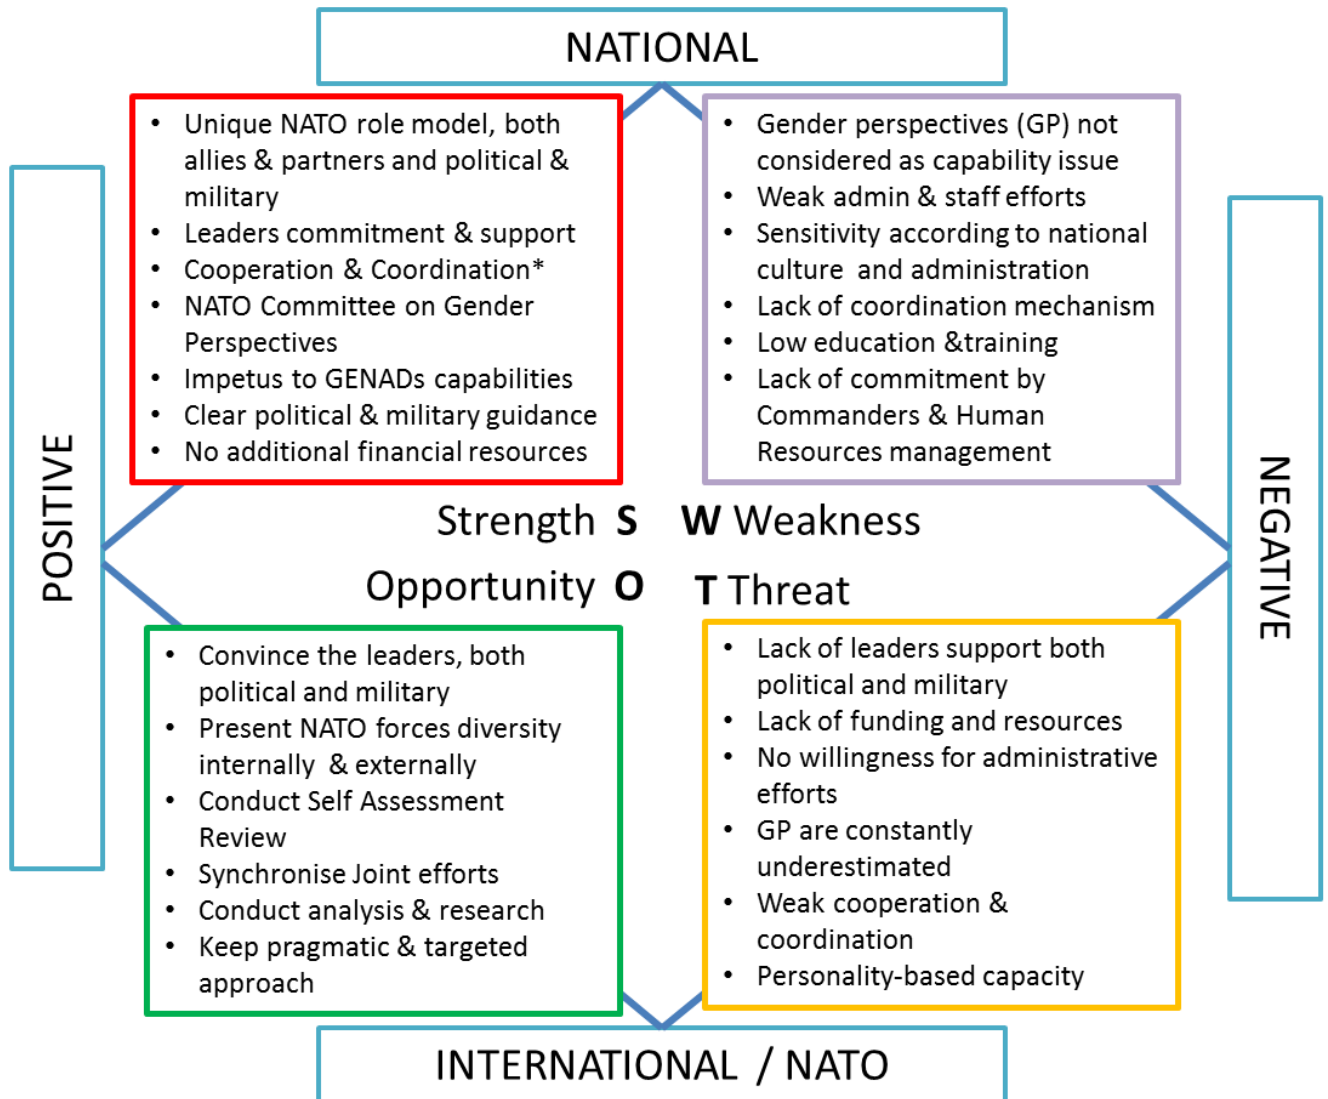 NATIONAL
• Unique NATO role model, both
allies & partners and political &
military
• Leaders commitment & support
• Cooperation & Coordination*
• NATO Committee on Gender
Perspectives
• Impetus to GENADs capabilities
• Clear political & military guidance
• No additional financial resources
• Gender perspectives (GP) not
considered as capability issue
• Weak admin & staff efforts
• Sensitivity according to national
culture and administration
• Lack of coordination mechanism
• Low education &training
• Lack of commitment by
Commanders & Human
Resources management
POSITIVE
NEGATIVE
Strength S W Weakness
Opportunity O T Threat
• Convince the leaders, both
political and military
• Present NATO forces diversity
internally & externally
• Conduct Self Assessment
Review
• Synchronise Joint efforts
• Conduct analysis & research
• Keep pragmatic & targeted
approach
• Lack of leaders support both
political and military
• Lack of funding and resources
• No willingness for administrative
efforts
• GP are constantly
underestimated
• Weak cooperation &
coordination
• Personality-based capacity
INTERNATIONAL / NATO